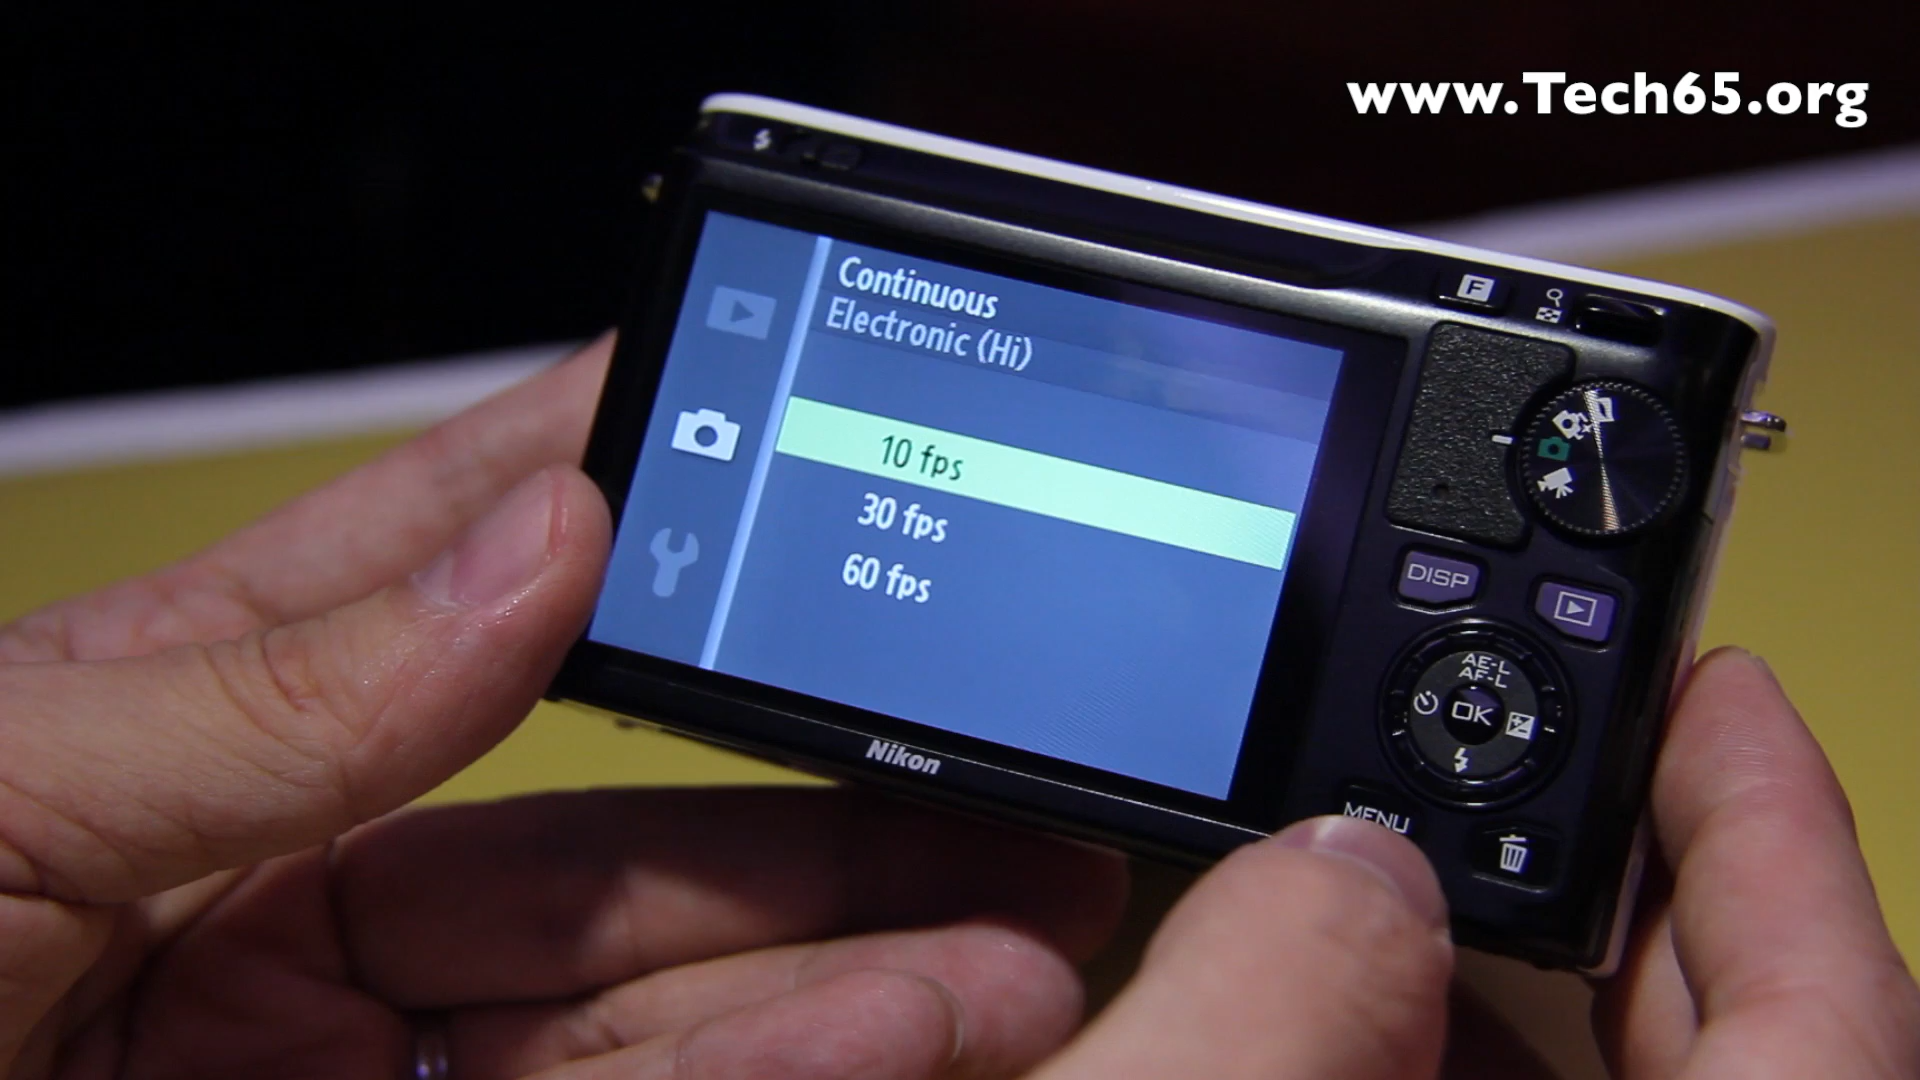 www.Tech65.org
F
Continuous
Electronic (Hi)
10 fps
30 fps
60 fps
DISP
AE-L
AF-L
OK
MENU
Nikon